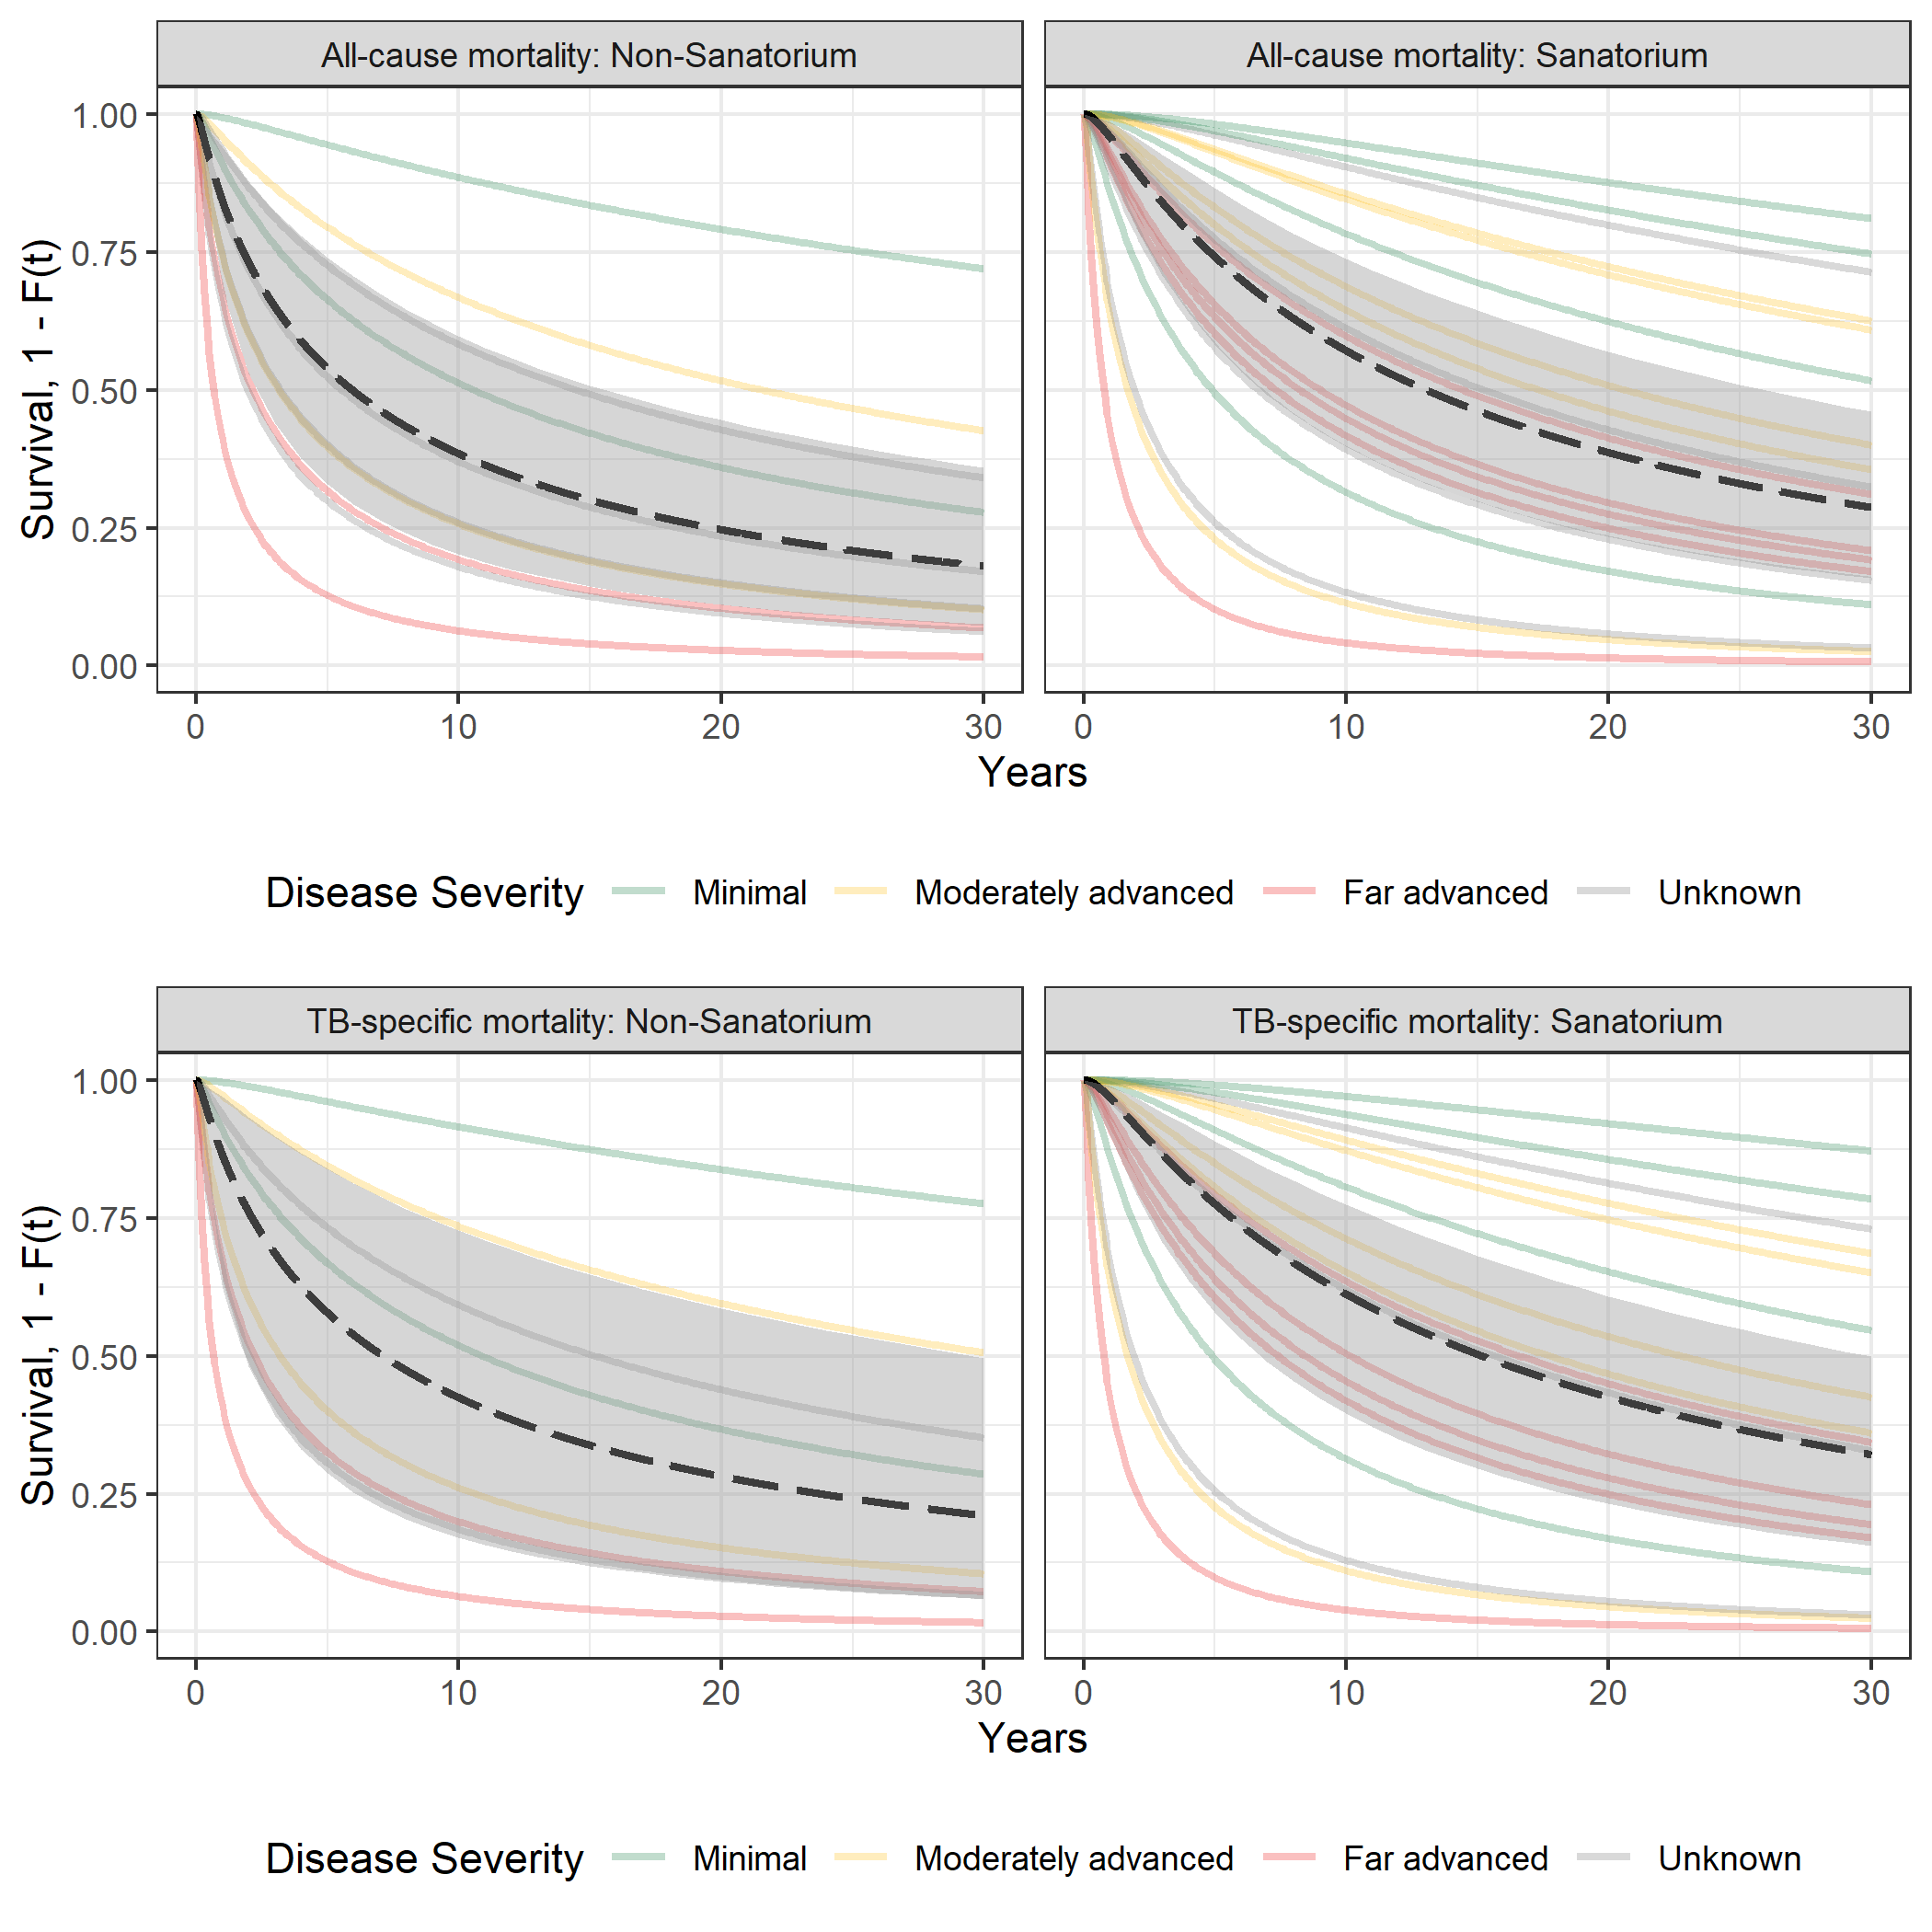 All-cause mortality: Non-Sanatorium
All-cause mortality: Sanatorium
Survival, 1 - F(t)
1.00
0.75
0.50
0.25
0.00
0 10 20 30
0 10 20 30
Years
Disease Severity Minimal Moderately advanced Far advanced Unknown
TB-specific mortality: Non-Sanatorium
TB-specific mortality: Sanatorium
Survival, 1 - F(t)
1.00
0.75
0.50
0.25
0.00
0 10 20 30
0 10 20 30
Years
Disease Severity Minimal Moderately advanced Far advanced Unknown